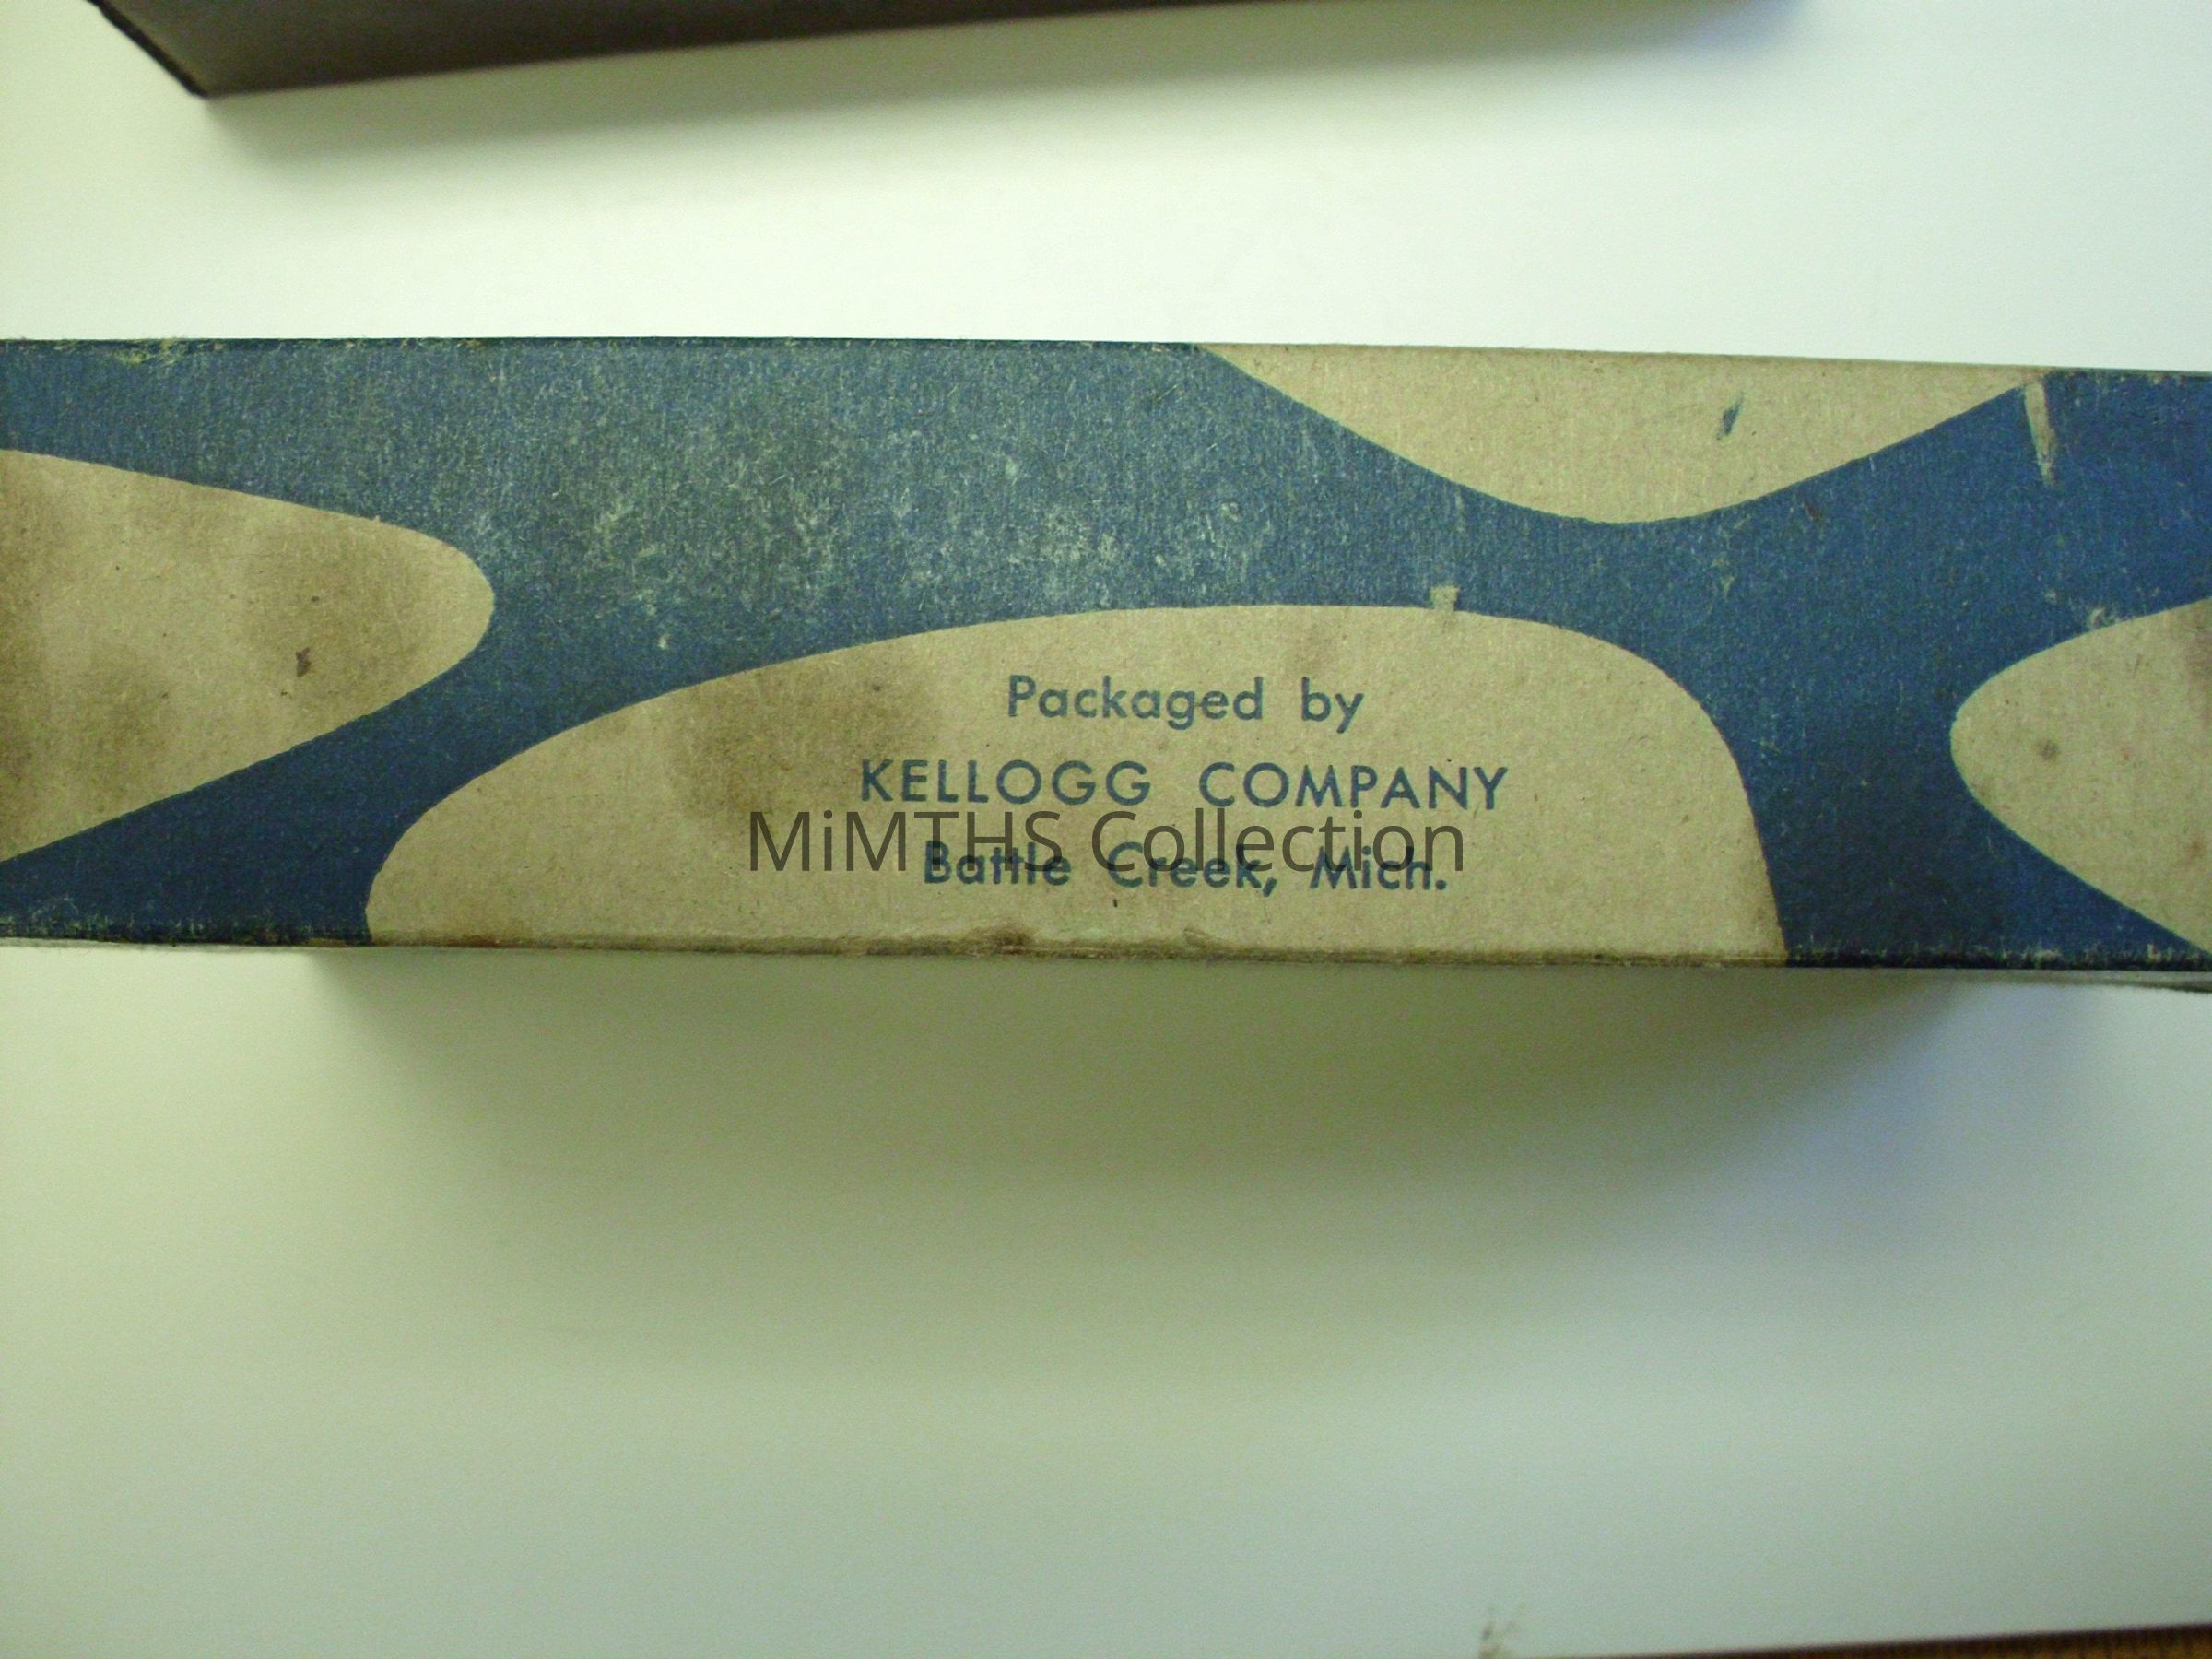 Packaged by
KELLOGG COMPANY
MiMTHS Collection
Battle Creek, Mich.